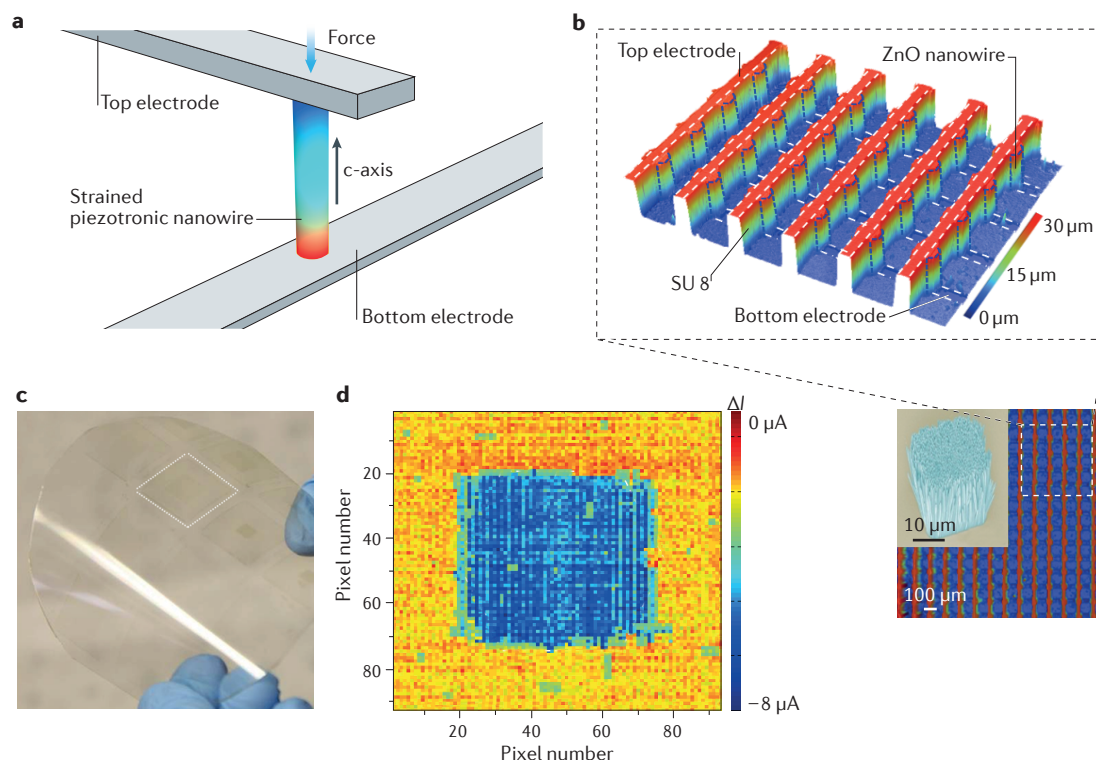 a
Force
Top electrode
c-axis
Strained
piezotronic nanowire
Bottom electrode
b
Top electrode
ZnO nanowire
SU 8
Bottom electrode
30 µm
15 µm
0 µm
10 µm
100 µm
c
d
ΔI
0 µA
−8 µA
Pixel number
20
40
60
80
20 40 60 80
Pixel number